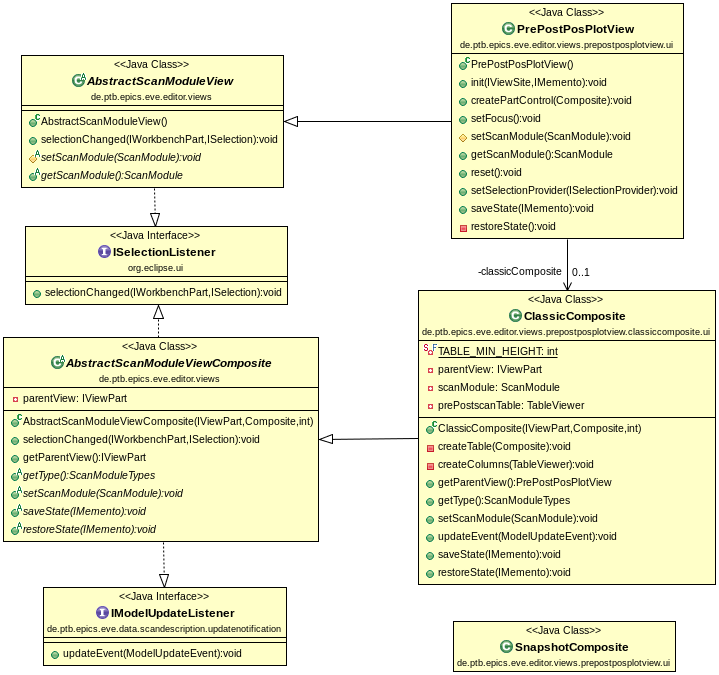 <<Java Class>>
AbstractScanModuleView
de.ptb.epics.eve.editor.views
AbstractScanModuleView()
selectionChanged(IWorkbenchPart,ISelection):void
setScanModule(ScanModule):void
getScanModule():ScanModule
<<Java Class>>
PrePostPosPlotView
de.ptb.epics.eve.editor.views.prepostposplotview.ui
PrePostPosPlotView()
init(IViewSite,IMemento):void
createPartControl(Composite):void
setFocus():void
setScanModule(ScanModule):void
getScanModule():ScanModule
reset():void
setSelectionProvider(ISelectionProvider):void
saveState(IMemento):void
restoreState():void
<<Java Interface>>
ISelectionListener
org.eclipse.ui
selectionChanged(IWorkbenchPart,ISelection):void
-classicComposite 0..1
<<Java Class>>
AbstractScanModuleViewComposite
de.ptb.epics.eve.editor.views
parentView: IViewPart
AbstractScanModuleViewComposite(IViewPart,Composite,int)
selectionChanged(IWorkbenchPart,ISelection):void
getParentView():IViewPart
getType():ScanModuleTypes
setScanModule(ScanModule):void
saveState(IMemento):void
restoreState(IMemento):void
<<Java Class>>
ClassicComposite
de.ptb.epics.eve.editor.views.prepostposplotview.classiccomposite.ui
TABLE_MIN_HEIGHT: int
parentView: IViewPart
scanModule: ScanModule
prePostscanTable: TableViewer
ClassicComposite(IViewPart,Composite,int)
createTable(Composite):void
createColumns(TableViewer):void
getParentView():PrePostPosPlotView
getType():ScanModuleTypes
setScanModule(ScanModule):void
updateEvent(ModelUpdateEvent):void
saveState(IMemento):void
restoreState(IMemento):void
<<Java Interface>>
IModelUpdateListener
de.ptb.epics.eve.data.scandescription.updatenotification
updateEvent(ModelUpdateEvent):void
<<Java Class>>
SnapshotComposite
de.ptb.epics.eve.editor.views.prepostposplotview.ui